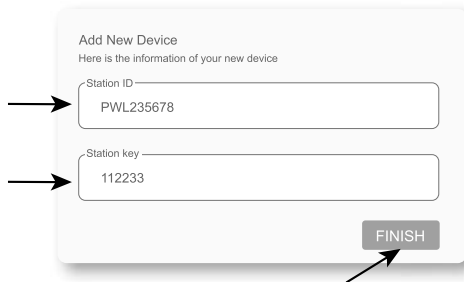 Add New Device
Here is the information of your new device
Station ID
PWL235678
Station key
112233
FINISH